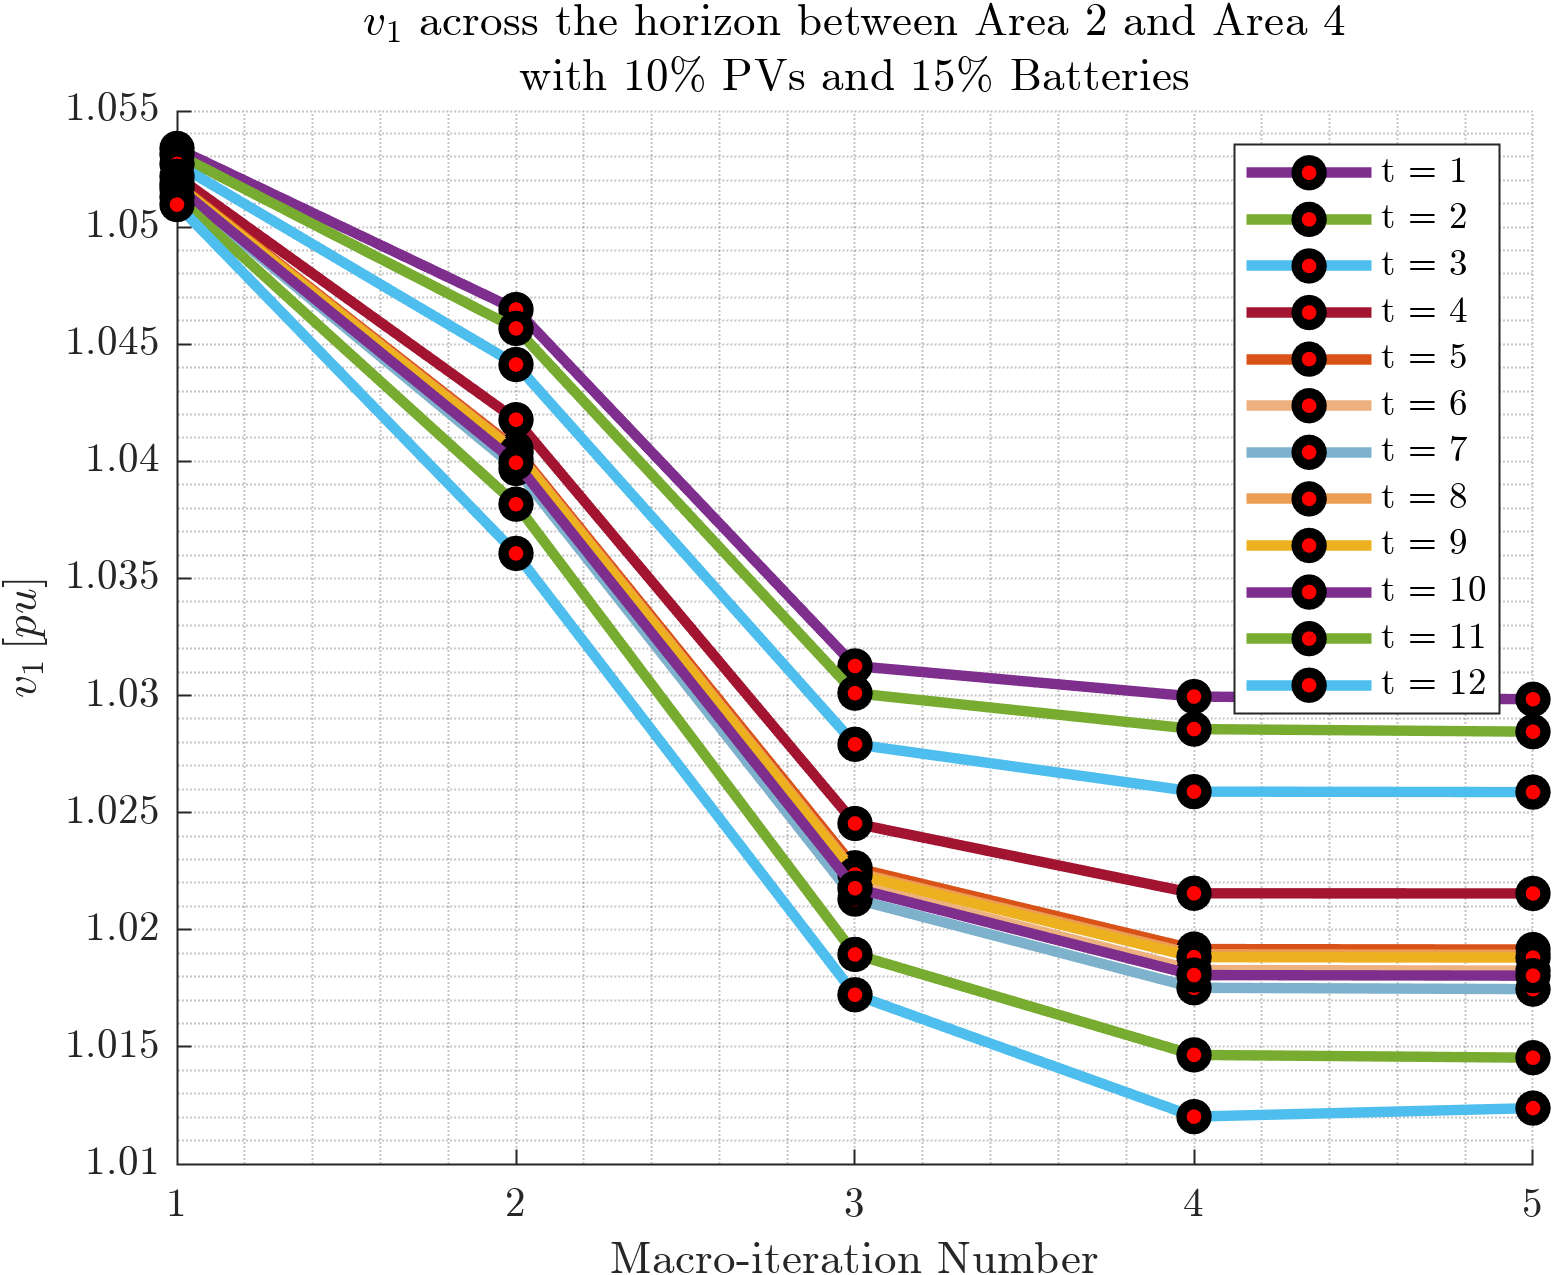 v₁ across the horizon between Area 2 and Area 4
with 10% PVs and 15% Batteries
1.055
1.05
1.045
1.04
1.035
1.03
1.025
1.02
1.015
1.01
v₁ [pu]
t = 1
t = 2
t = 3
t = 4
t = 5
t = 6
t = 7
t = 8
t = 9
t = 10
t = 11
t = 12
1 2 3 4 5
Macro-iteration Number